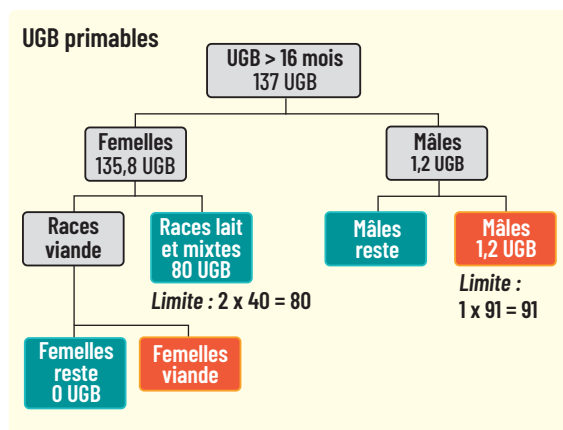 UGB primables
UGB > 16 mois
137 UGB
Femelles
135,8 UGB
Mâles
1,2 UGB
Races
viande
Races lait
et mixtes
80 UGB
Limite : 2 x 40 = 80
Mâles
reste
Mâles
1,2 UGB
Limite :
1 x 91 = 91
Femelles
reste
0 UGB
Femelles
viande